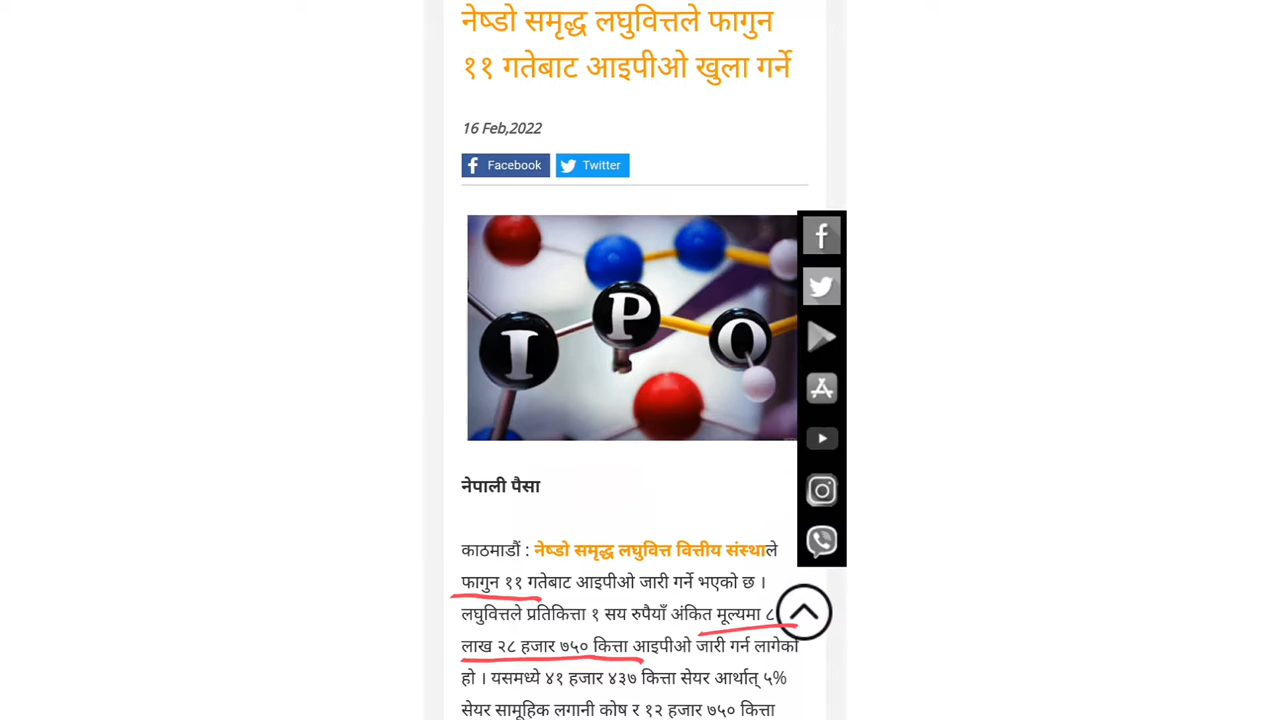 नेष्डो समृद्ध लघुवित्तले फागुन
११ गतेबाट आइपीओ खुला गर्ने
16 Feb,2022
Facebook Twitter
I P O
नेपाली पैसा
काठमाडौं : नेष्डो समृद्ध लघुवित्त वित्तीय संस्थाले
फागुन ११ गतेबाट आइपीओ जारी गर्ने भएको छ ।
लघुवित्तले प्रतिकित्ता १ सय रुपैयाँ अंकित मूल्यमा ८
लाख २८ हजार ७५० कित्ता आइपीओ जारी गर्न लागेको
हो । यसमध्ये ४१ हजार ४३७ कित्ता सेयर आर्थात् ५%
सेयर सामूहिक लगानी कोष र १२ हजार ७५० कित्ता